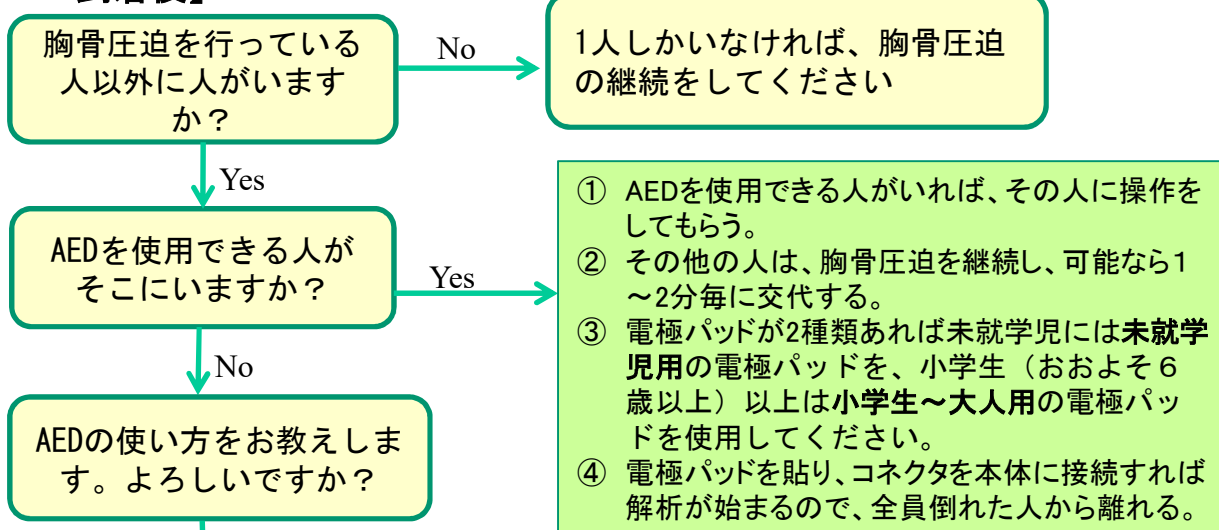 胸骨圧迫を行っている
人以外に人がいます
か？
No
1人しかいなければ、胸骨圧迫
の継続をしてください
Yes
AEDを使用できる人が
そこにいますか？
Yes
① AEDを使用できる人がいれば、その人に操作を
してもらう。
② その他の人は、胸骨圧迫を継続し、可能なら１
～2分毎に交代する。
③ 電極パッドが2種類あれば未就学児には未就学
児用の電極パッドを、小学生（おおよそ６
歳以上）以上は小学生～大人用の電極パッ
ドを使用してください。
④ 電極パッドを貼り、コネクタを本体に接続すれば
解析が始まるので、全員倒れた人から離れる。
No
AEDの使い方をお教えしま
す。よろしいですか？